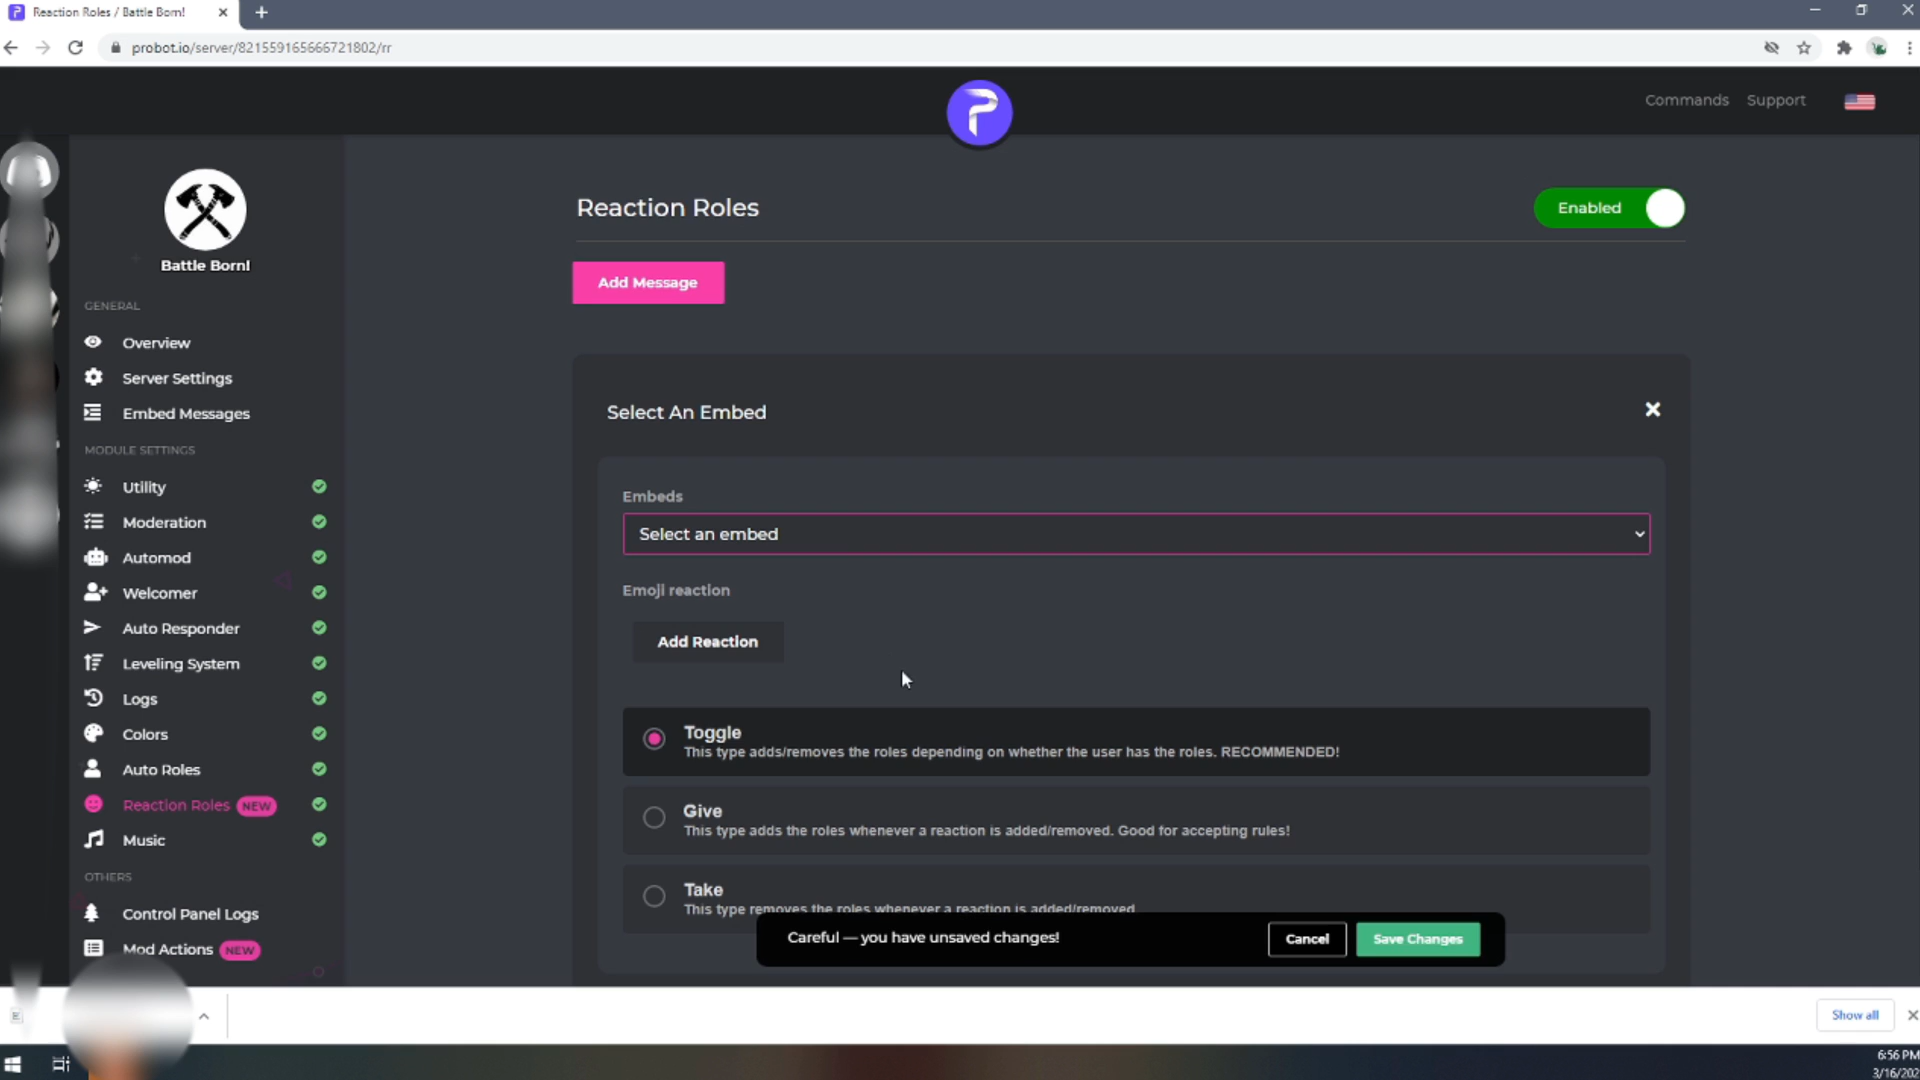 Reaction Roles / Battle Born!
probot.io/server/821559165666721802/rr
Commands
Support
Battle Born!
GENERAL
Overview
Server Settings
Embed Messages
MODULE SETTINGS
Utility
Moderation
Automod
Welcomer
Auto Responder
Leveling System
Logs
Colors
Auto Roles
Reaction Roles NEW
Music
OTHERS
Control Panel Logs
Mod Actions NEW
Reaction Roles
Enabled
Add Message
Select An Embed
Embeds
Select an embed
Emoji reaction
Add Reaction
Toggle
This type adds/removes the roles depending on whether the user has the roles. RECOMMENDED!
Give
This type adds the roles whenever a reaction is added/removed. Good for accepting rules!
Take
This type removes the roles whenever a reaction is added/removed
Careful — you have unsaved changes!
Cancel
Save Changes
Show all
6:56 PM
3/16/202